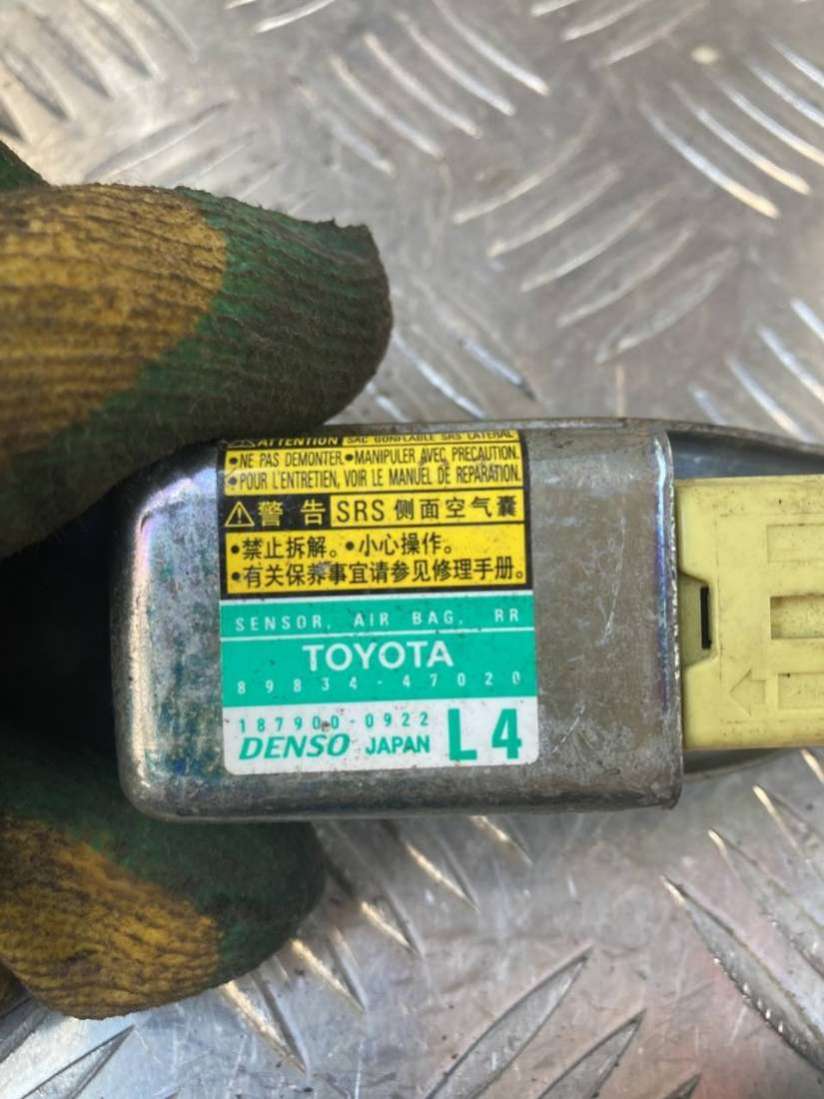 ⚠ATTENTION SAC GONFLABLE SRS LATERAL
•NE PAS DEMONTER.•MANIPULER AVEC PRECAUTION.
•POUR L'ENTRETIEN, VOIR LE MANUEL DE REPARATION.
⚠警告 SRS 侧面空气囊
•禁止拆解。•小心操作。
•有关保养事宜请参见修理手册。
SENSOR, AIR BAG, RR
TOYOTA
89834-47020
187900-0922
DENSO JAPAN L4